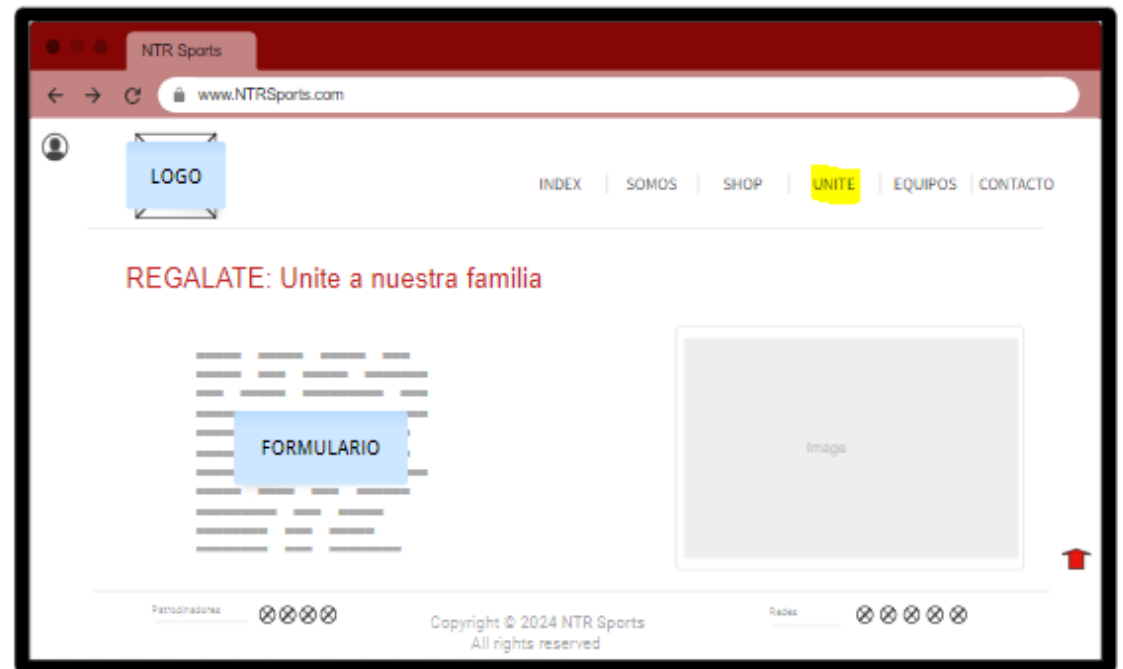 NTR Sports
www.NTRSports.com
LOGO
INDEX SOMOS SHOP UNITE EQUIPOS CONTACTO
REGALATE: Unite a nuestra familia
FORMULARIO
Image
Patrocinadores
Copyright © 2024 NTR Sports
All rights reserved
Redes